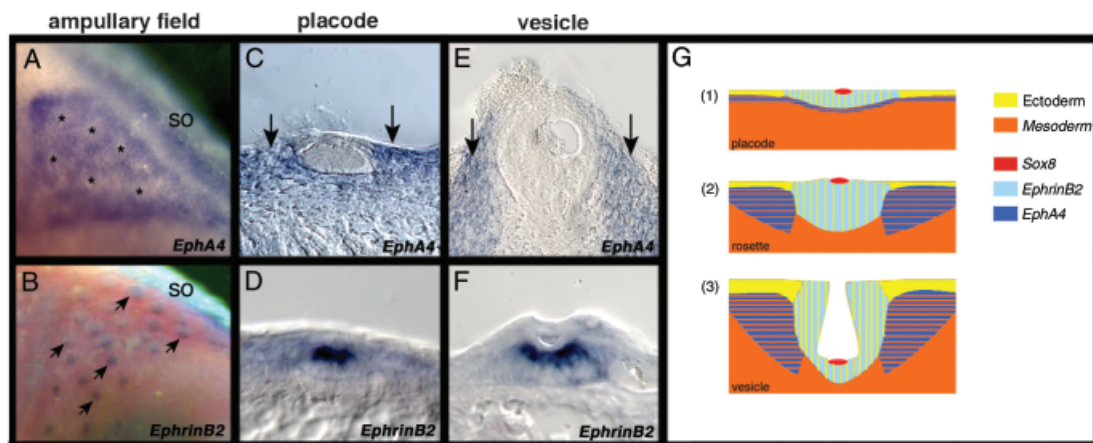 ampullary field placode vesicle
A SO EphA4
C EphA4
E EphA4
B SO EphrinB2
D EphrinB2
F EphrinB2
G
(1) placode
(2) rosette
(3) vesicle
Ectoderm
Mesoderm
Sox8
EphrinB2
EphA4